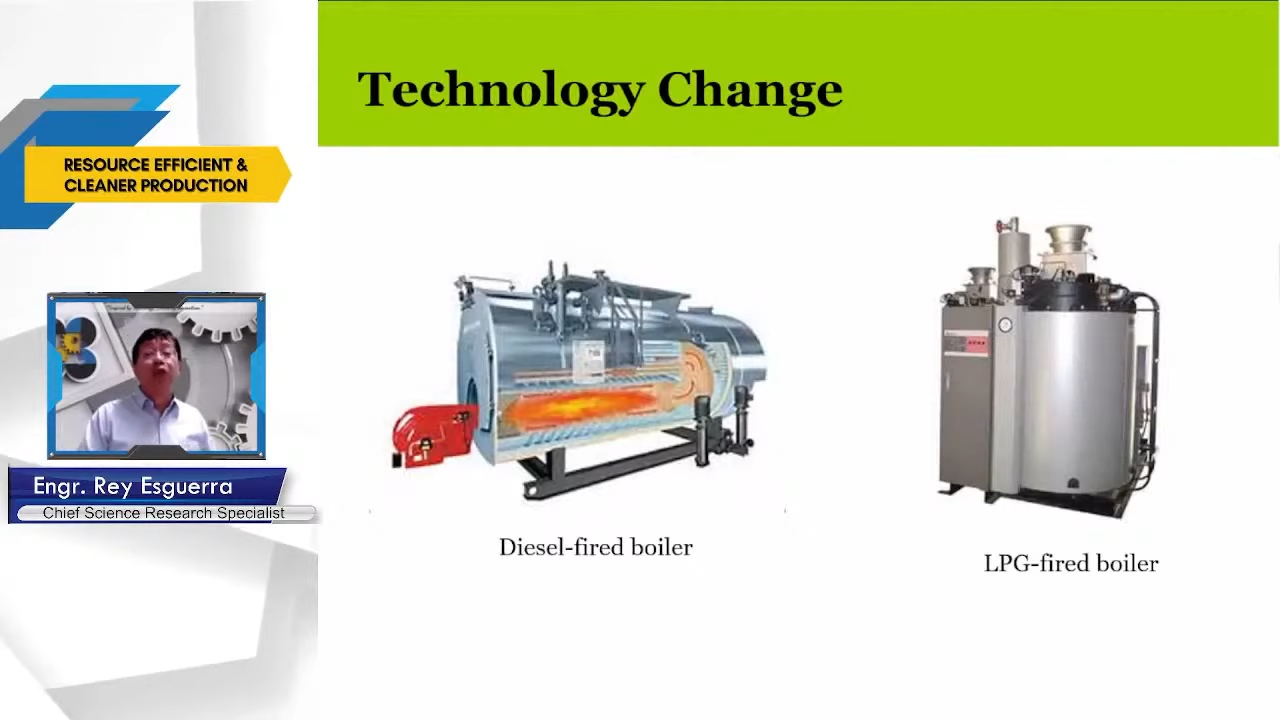 Technology Change
RESOURCE EFFICIENT &
CLEANER PRODUCTION
Engr. Rey Esguerra
Chief Science Research Specialist
Diesel-fired boiler
LPG-fired boiler